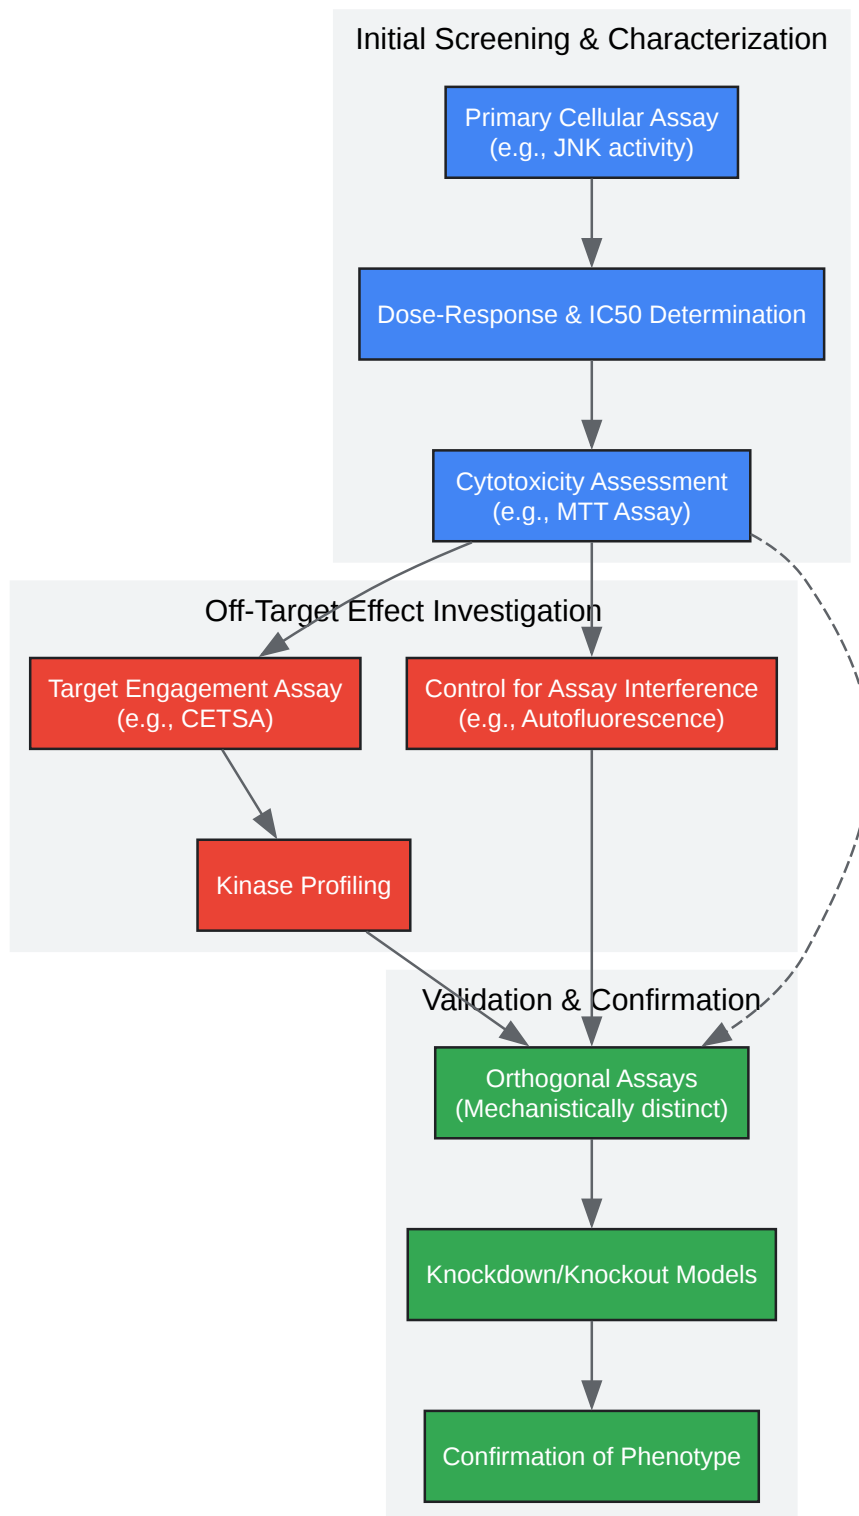 Initial Screening & Characterization
Primary Cellular Assay
(e.g., JNK activity)
Dose-Response & IC50 Determination
Cytotoxicity Assessment
(e.g., MTT Assay)
Off-Target Effect Investigation
Target Engagement Assay
(e.g., CETSA)
Control for Assay Interference
(e.g., Autofluorescence)
Kinase Profiling
Validation & Confirmation
Orthogonal Assays
(Mechanistically distinct)
Knockdown/Knockout Models
Confirmation of Phenotype